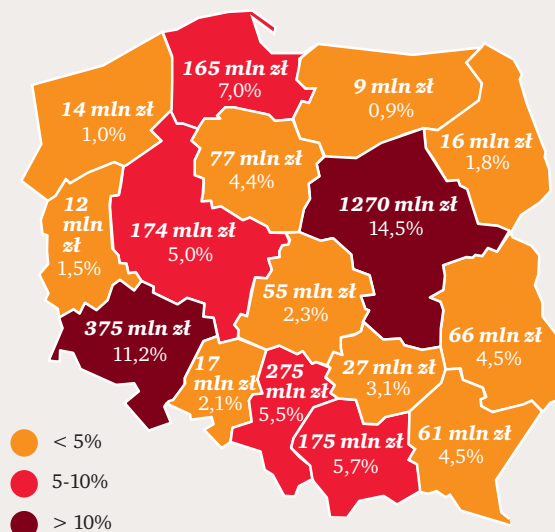 165 mln zł
7,0%
9 mln zł
0,9%
14 mln zł
1,0%
16 mln zł
1,8%
77 mln zł
4,4%
12
mln
zł
1,5%
174 mln zł
5,0%
1270 mln zł
14,5%
55 mln zł
2,3%
375 mln zł
11,2%
66 mln zł
4,5%
17
mln zł
2,1%
275
mln zł
5,5%
27 mln zł
3,1%
175 mln zł
5,7%
61 mln zł
4,5%
< 5%
5-10%
> 10%